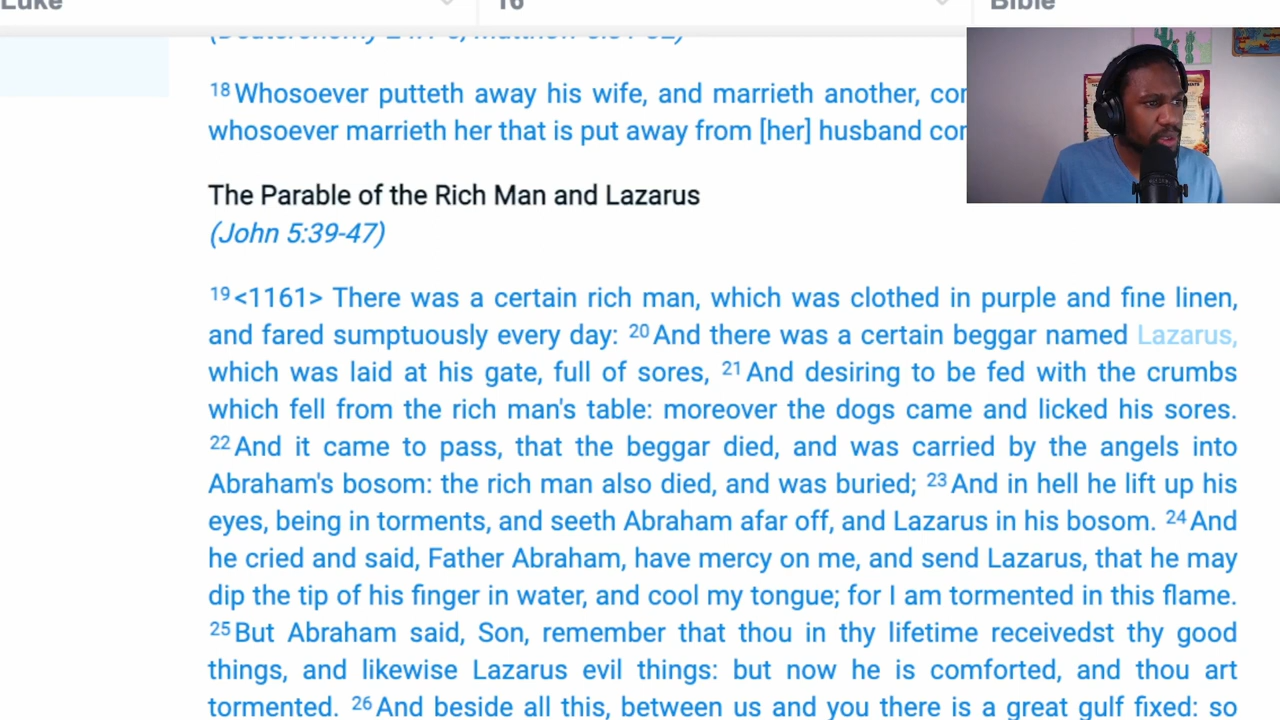 Luke 16 Bible
18 Whosoever putteth away his wife, and marrieth another,
whosoever marrieth her that is put away from [her] husband
The Parable of the Rich Man and Lazarus
(John 5:39-47)
19 <1161> There was a certain rich man, which was clothed in purple and fine linen,
and fared sumptuously every day: 20 And there was a certain beggar named Lazarus,
which was laid at his gate, full of sores, 21 And desiring to be fed with the crumbs
which fell from the rich man's table: moreover the dogs came and licked his sores.
22 And it came to pass, that the beggar died, and was carried by the angels into
Abraham's bosom: the rich man also died, and was buried; 23 And in hell he lift up his
eyes, being in torments, and seeth Abraham afar off, and Lazarus in his bosom. 24 And
he cried and said, Father Abraham, have mercy on me, and send Lazarus, that he may
dip the tip of his finger in water, and cool my tongue; for I am tormented in this flame.
25 But Abraham said, Son, remember that thou in thy lifetime receivedst thy good
things, and likewise Lazarus evil things: but now he is comforted, and thou art
tormented. 26 And beside all this, between us and you there is a great gulf fixed: so